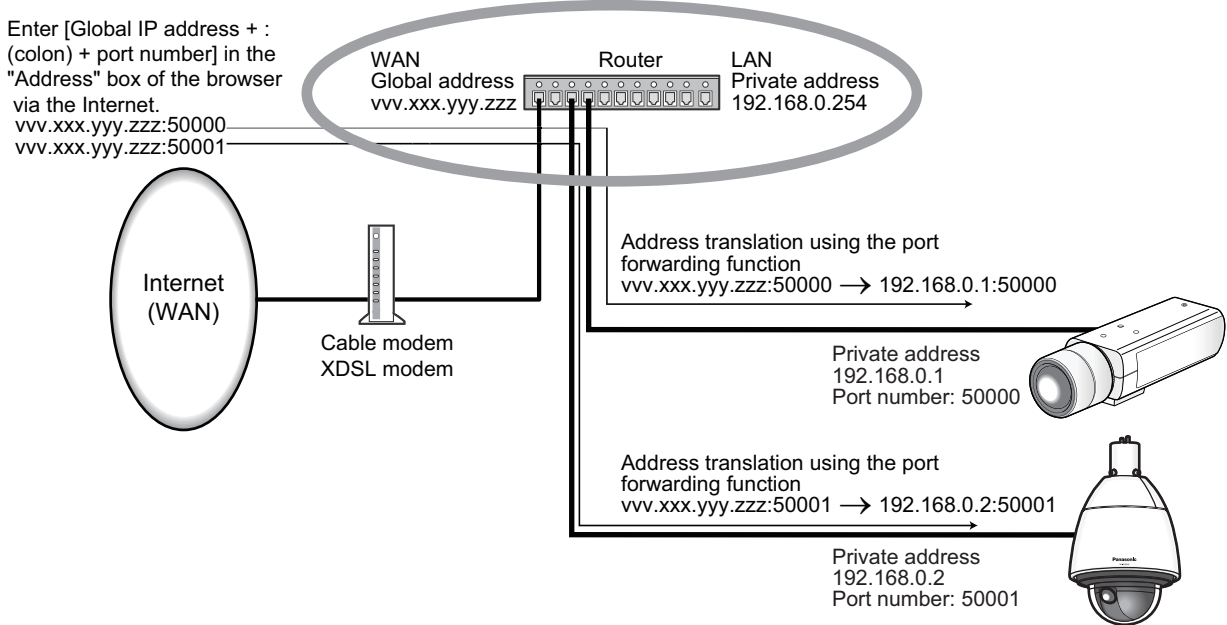 Enter [Global IP address + :
(colon) + port number] in the
"Address" box of the browser
via the Internet.
vvv.xxx.yyy.zzz:50000
vvv.xxx.yyy.zzz:50001
WAN
Global address
vvv.xxx.yyy.zzz
Router
LAN
Private address
192.168.0.254
Internet
(WAN)
Cable modem
XDSL modem
Address translation using the port
forwarding function
vvv.xxx.yyy.zzz:50000 → 192.168.0.1:50000
Private address
192.168.0.1
Port number: 50000
Address translation using the port
forwarding function
vvv.xxx.yyy.zzz:50001 → 192.168.0.2:50001
Private address
192.168.0.2
Port number: 50001
Panasonic